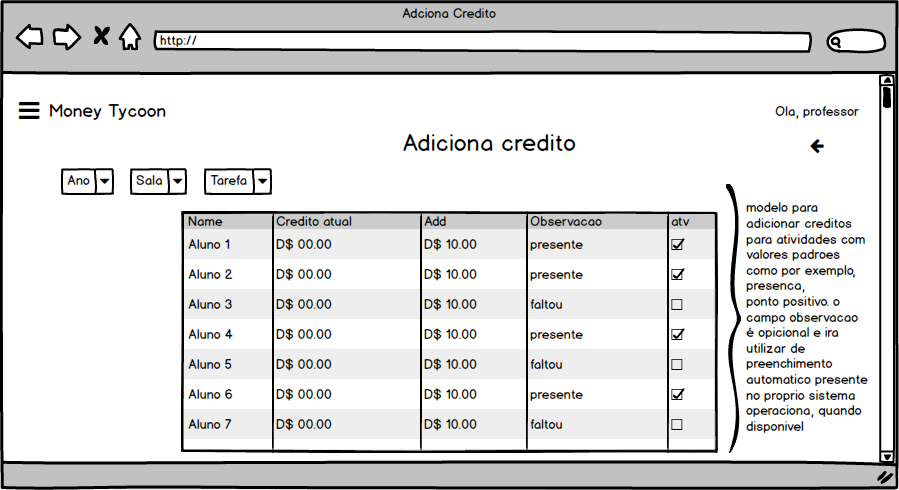 Adciona Credito
http://
Money Tycoon
Ola, professor
Adiciona credito
Ano Sala Tarefa
Name Credito atual Add Observacao atv
Aluno 1 D$ 00.00 D$ 10.00 presente
Aluno 2 D$ 00.00 D$ 10.00 presente
Aluno 3 D$ 00.00 D$ 10.00 faltou
Aluno 4 D$ 00.00 D$ 10.00 presente
Aluno 5 D$ 00.00 D$ 10.00 faltou
Aluno 6 D$ 00.00 D$ 10.00 presente
Aluno 7 D$ 00.00 D$ 10.00 faltou
modelo para
adicionar creditos
para atividades com
valores padroes
como por exemplo,
presenca,
ponto positivo. o
campo observacao
é opicional e ira
utilizar de
preenchimento
automatico presente
no proprio sistema
operaciona, quando
disponivel